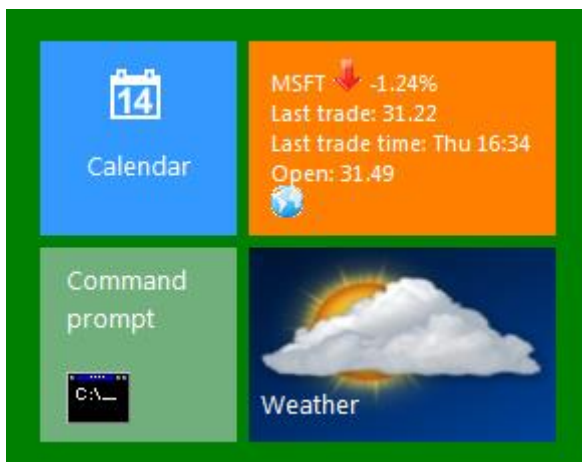 14
Calendar
MSFT -1.24%
Last trade: 31.22
Last trade time: Thu 16:34
Open: 31.49
Command
prompt
C:\_
Weather